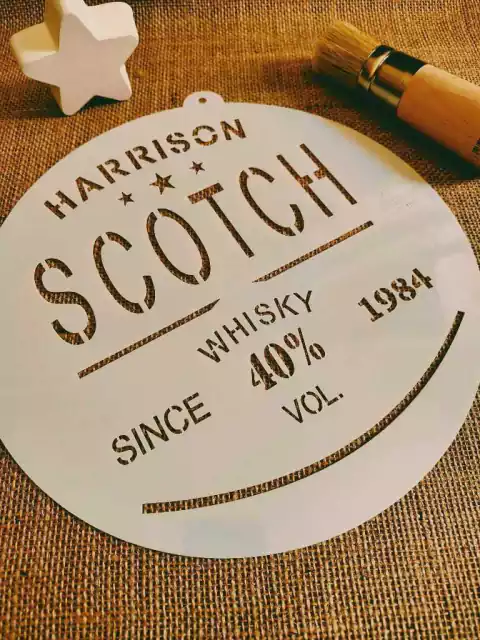 HARRISON
SCOTCH
WHISKY
SINCE 40% 1984
VOL.